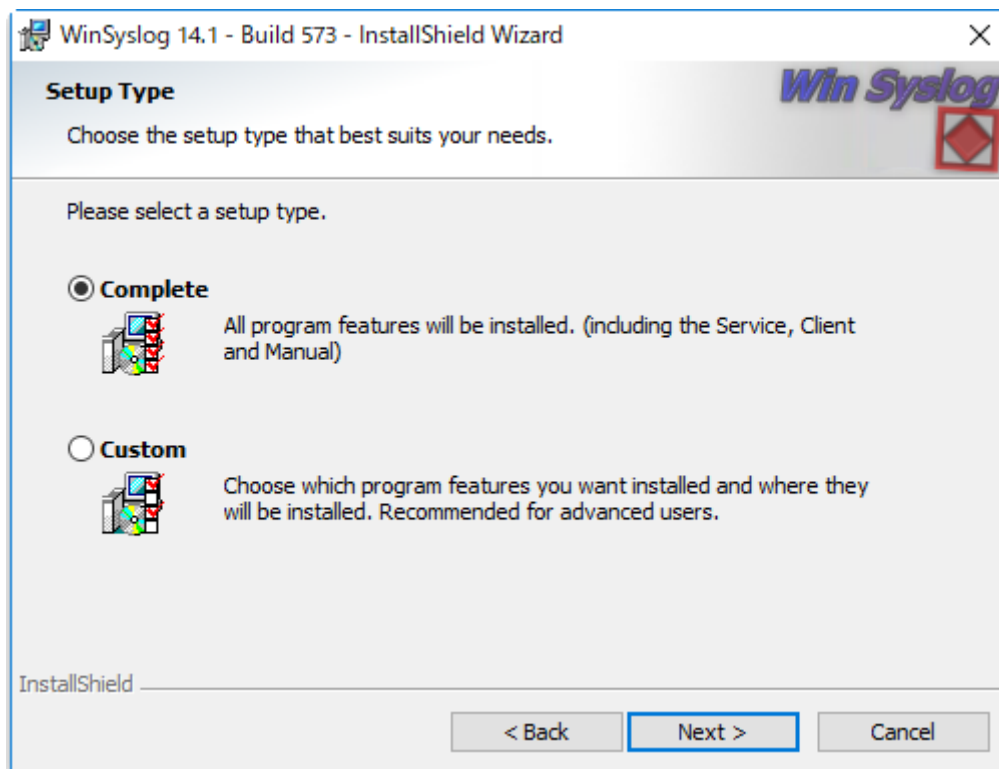 WinSyslog 14.1 - Build 573 - InstallShield Wizard
Setup Type
Win Syslog
Choose the setup type that best suits your needs.
Please select a setup type.
Complete
All program features will be installed. (including the Service, Client
and Manual)
Custom
Choose which program features you want installed and where they
will be installed. Recommended for advanced users.
InstallShield
< Back
Next >
Cancel